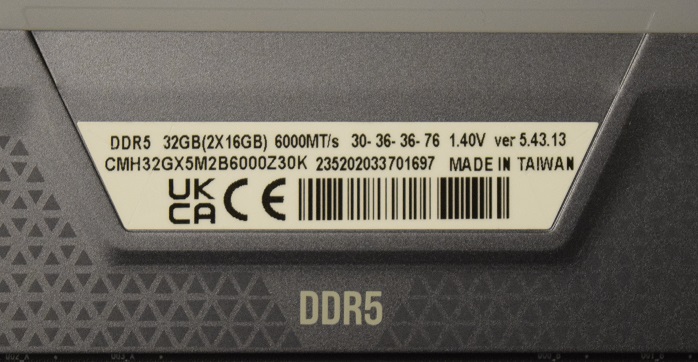 DDR5 32GB(2X16GB) 6000MT/s 30-36-36-76 1.40V ver 5.43.13
CMH32GX5M2B6000Z30K 235202033701697 MADE IN TAIWAN
UK
CA CE
DDR5